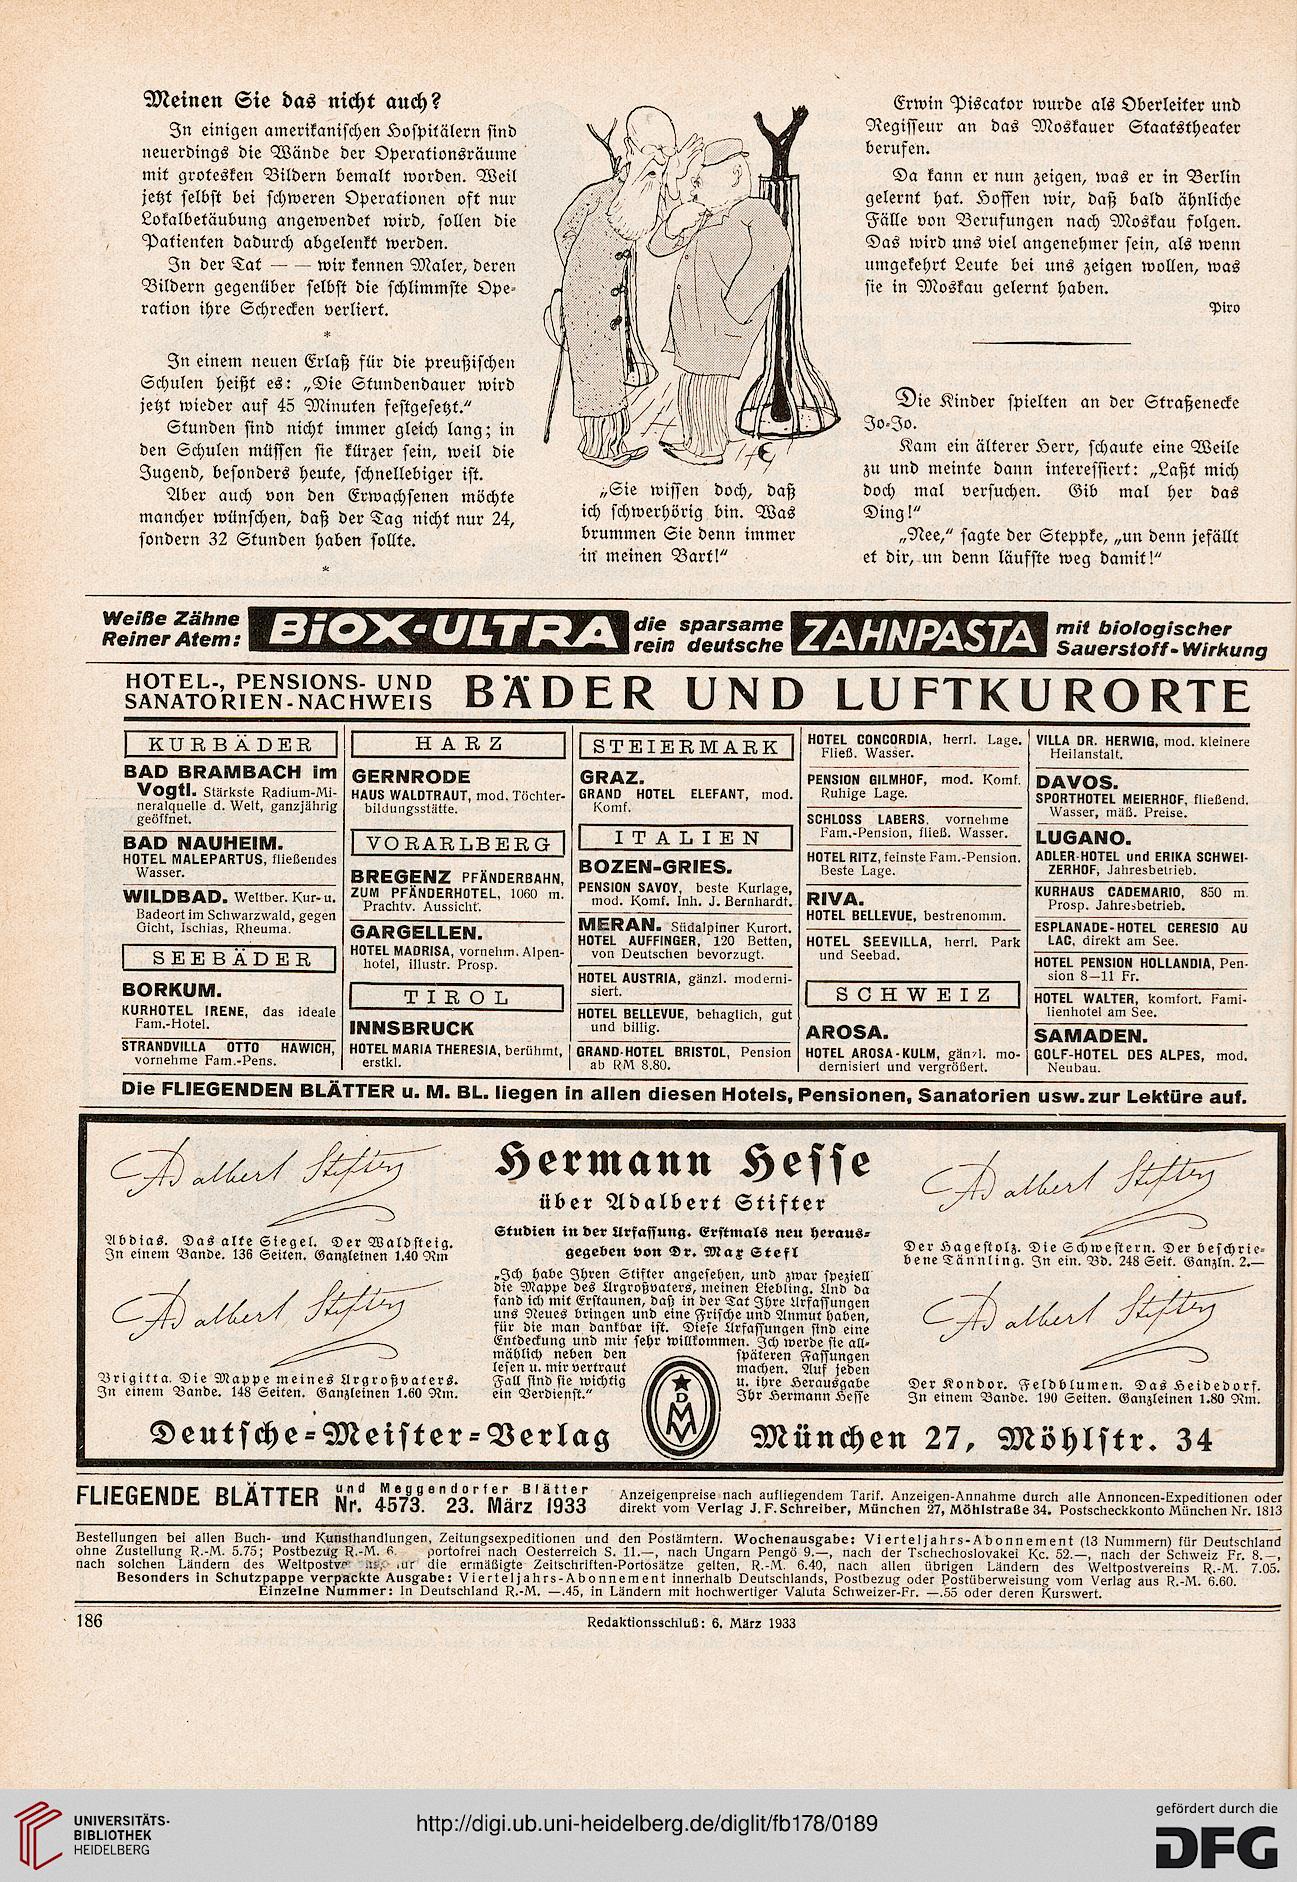 Meinen Sie das nicht auch?
In einigen amerikanischen Hospitälern sind
neuerdings die Wände der Operationsräume
mit grotesken Bildern bemalt worden. Weil
jetzt selbst bei schweren Operationen oft nur
Lokalbetäubung angewendet wird, sollen die
Patienten dadurch abgelenkt werden.
In der Tat — — wir kennen Maler, deren
Bildern gegenüber selbst die schlimmste Ope-
ration ihre Schrecken verliert.
*
In einem neuen Erlaß für die preußischen
Schulen heißt es: „Die Stundendauer wird
jetzt wieder auf 45 Minuten festgesetzt."
Stunden sind nicht immer gleich lang; in
den Schulen müssen sie kürzer sein, weil die
Jugend, besonders heute, schnellebiger ist.
Aber auch von den Erwachsenen möchte
mancher wünschen, daß der Tag nicht nur 24,
sondern 32 Stunden haben sollte.
*
„Sie wissen doch, daß
ich schwerhörig bin. Was
brummen Sie denn immer
in meinen Bart!"
Erwin Piscator wurde als Oberleiter und
Regisseur an das Moskauer Staatstheater
berufen.
Da kann er nun zeigen, was er in Berlin
gelernt hat. Hoffen wir, daß bald ähnliche
Fälle von Berufungen nach Moskau folgen.
Das wird uns viel angenehmer sein, als wenn
umgekehrt Leute bei uns zeigen wollen, was
sie in Moskau gelernt haben.
Piro
Die Kinder spielten an der Straßenecke
Jo-Jo.
Kam ein älterer Herr, schaute eine Weile
zu und meinte dann interessiert: „Laßt mich
doch mal versuchen. Gib mal her das
Ding!"
„Nee," sagte der Steppke, „un denn jefällt
et dir, un denn läufste weg damit!"
Weiße Zähne
Reiner Atem:
BiOX-ULTRA
die sparsame
rein deutsche
ZAHNPASTA
mit biologischer
Sauerstoff-Wirkung
HOTEL-, PENSIONS- UND
SANATORIEN-NACHWEIS
BÄDER UND LUFTKURORTE
KURBÄDER
BAD BRAMBACH im
Vogtl. Stärkste Radium-Mi-
neralquelle d. Welt, ganzjährig
geöffnet.
BAD NAUHEIM.
HOTEL MALEPARTUS, fließendes
Wasser.
WILDBAD. Weltber. Kur- u.
Badeort im Schwarzwald, gegen
Gicht, Ischias, Rheuma.
SEEBÄDER
BORKUM.
KURHOTEL IRENE, das ideale
Fam.-Hotel.
STRANDVILLA OTTO HAWICH,
vornehme Fam.-Pens.
HARZ
GERNRODE
HAUS WALDTRAUT, mod. Töchter-
bildungsstätte.
VORARLBERG
BREGENZ PFÄNDERBAHN,
ZUM PFÄNDERHOTEL, 1060 m.
Prachtv. Aussicht.
GARGELLEN.
HOTEL MADRISA, vornehm. Alpen-
hotel, illustr. Prosp.
TIROL
INNSBRUCK
HOTEL MARIA THERESIA, berühmt,
erstkl.
STEIERMARK
GRAZ.
GRAND HOTEL ELEFANT, mod.
Komf.
ITALIEN
BOZEN-GRIES.
PENSION SAVOY, beste Kurlage,
mod. Komf. Inh. J. Bernhardt.
MERAN. Südalpiner Kurort.
HOTEL AUFFINGER, 120 Betten,
von Deutschen bevorzugt.
HOTEL AUSTRIA, gänzl. moderni-
siert.
HOTEL BELLEVUE, behaglich, gut
und billig.
GRAND-HOTEL BRISTOL, Pension
ab RM 8.80.
HOTEL CONCORDIA, herrl. Lage.
Fließ. Wasser.
PENSION GILMHOF, mod. Komf.
Ruhige Lage.
SCHLOSS LABERS, vornehme
Fam.-Pension, fließ. Wasser.
HOTEL RITZ, feinste Fam.-Pension.
Beste Lage.
RIVA.
HOTEL BELLEVUE, bestrenomm.
HOTEL SEEVILLA, herrl. Park
und Seebad.
SCHWEIZ
AROSA.
HOTEL AROSA-KULM, gänzl. mo-
dernisiert und vergrößert.
VILLA DR. HERWIG, mod. kleinere
Heilanstalt.
DAVOS.
SPORTHOTEL MEIERHOF, fließend.
Wasser, mäß. Preise.
LUGANO.
ADLER-HOTEL und ERIKA SCHWEI-
ZERHOF, Jahresbetrieb.
KURHAUS CADEMARIO, 850 m
Prosp. Jahresbetrieb.
ESPLANADE-HOTEL CERESIO AU
LAC, direkt am See.
HOTEL PENSION HOLLANDIA, Pen-
sion 8—11 Fr.
HOTEL WALTER, komfort. Fami-
lienhotel am See.
SAMADEN.
GOLF-HOTEL DES ALPES, mod.
Neubau.
Die FLIEGENDEN BLÄTTER u. M. BL. liegen in allen diesen Hotels, Pensionen, Sanatorien usw. zur Lektüre auf.
Adalbert Stifter
Abdias. Das alte Siegel. Der Waldsteig.
In einem Bande. 136 Seiten. Ganzleinen 1.40 Rm
Adalbert Stifter
Brigitta. Die Mappe meines Urgroßvaters.
In einem Bande. 148 Seiten. Ganzleinen 1.60 Rm.
Hermann Hesse
über Adalbert Stifter
Studien in der Urfassung. Erstmals neu heraus-
gegeben von Dr. Max Stefl
„Ich habe Ihren Stifter angesehen, und zwar speziell
die Mappe des Urgroßvaters, meinen Liebling. Und da
fand ich mit Erstaunen, daß in der Tat Ihre Urfassungen
uns Neues bringen und eine Frische und Anmut haben,
für die man dankbar ist. Diese Urfassungen sind eine
Entdeckung und mir sehr willkommen. Ich werde sie all-
mählich neben den späteren Fassungen
lesen u. mir vertraut machen. Auf jeden
Fall sind sie wichtig u. ihre Herausgabe
ein Verdienst." Ihr Hermann Hesse
D
M
Adalbert Stifter
Der Hagestolz. Die Schwestern. Der beschrie-
bene Tännling. In ein. Bd. 248 Seit. Ganzln. 2.—
Adalbert Stifter
Der Kondor. Feldblumen. Das Heidedorf.
In einem Bande. 190 Seiten. Ganzleinen 1.80 Rm.
Deutsche-Meister-Verlag München 27, Möhlstr. 34
FLIEGENDE BLÄTTER und Meggendorfer Blätter
Nr. 4573. 23. März 1933
Anzeigenpreise nach aufliegendem Tarif. Anzeigen-Annahme durch alle Annoncen-Expeditionen oder
direkt vom Verlag J. F. Schreiber, München 27, Möhlstraße 34. Postscheckkonto München Nr. 1813
Bestellungen bei allen Buch- und Kunsthandlungen, Zeitungsexpeditionen und den Postämtern. Wochenausgabe: Vierteljahrs-Abonnement (13 Nummern) für Deutschland
ohne Zustellung R.-M. 5.75; Postbezug R.-M. 6. portofrei nach Oesterreich S. 11.—, nach Ungarn Pengö 9.—, nach der Tschechoslovakei Kc. 52.—, nach der Schweiz Fr. 8.—,
nach solchen Ländern des die ermäßigte Zeitschriften-Portosätze gelten, R.-M. 6.40, nach allen übrigen Ländern des Weltpostvereins R.-M. 7.05.
Besonders in Schutzpappe verpackte Ausgabe: Vierteljahrs-Abonnement innerhalb Deutschlands, Postbezug oder Postüberweisung vom Verlag aus R.-M. 6.60.
Einzelne Nummer: In Deutschland R.-M. —.45, in Ländern mit hochwertiger Valuta Schweizer-Fr. —.55 oder deren Kurswert.
186
Redaktionsschluß: 6. März 1933
UNIVERSITÄTS-
BIBLIOTHEK
HEIDELBERG
http://digi.ub.uni-heidelberg.de/diglit/fb178/0189
gefördert durch die
DFG